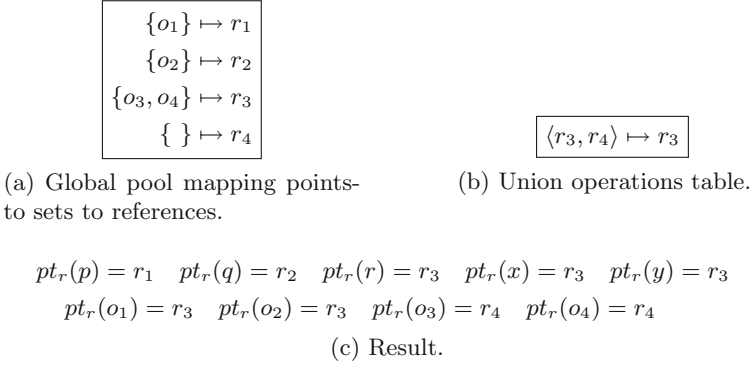 {o₁} ↦ r₁
{o₂} ↦ r₂
{o₃, o₄} ↦ r₃
{ } ↦ r₄
(a) Global pool mapping points-
to sets to references.
⟨r₃, r₄⟩ ↦ r₃
(b) Union operations table.
ptᵣ(p) = r₁ ptᵣ(q) = r₂ ptᵣ(r) = r₃ ptᵣ(x) = r₃ ptᵣ(y) = r₃
ptᵣ(o₁) = r₃ ptᵣ(o₂) = r₃ ptᵣ(o₃) = r₄ ptᵣ(o₄) = r₄
(c) Result.